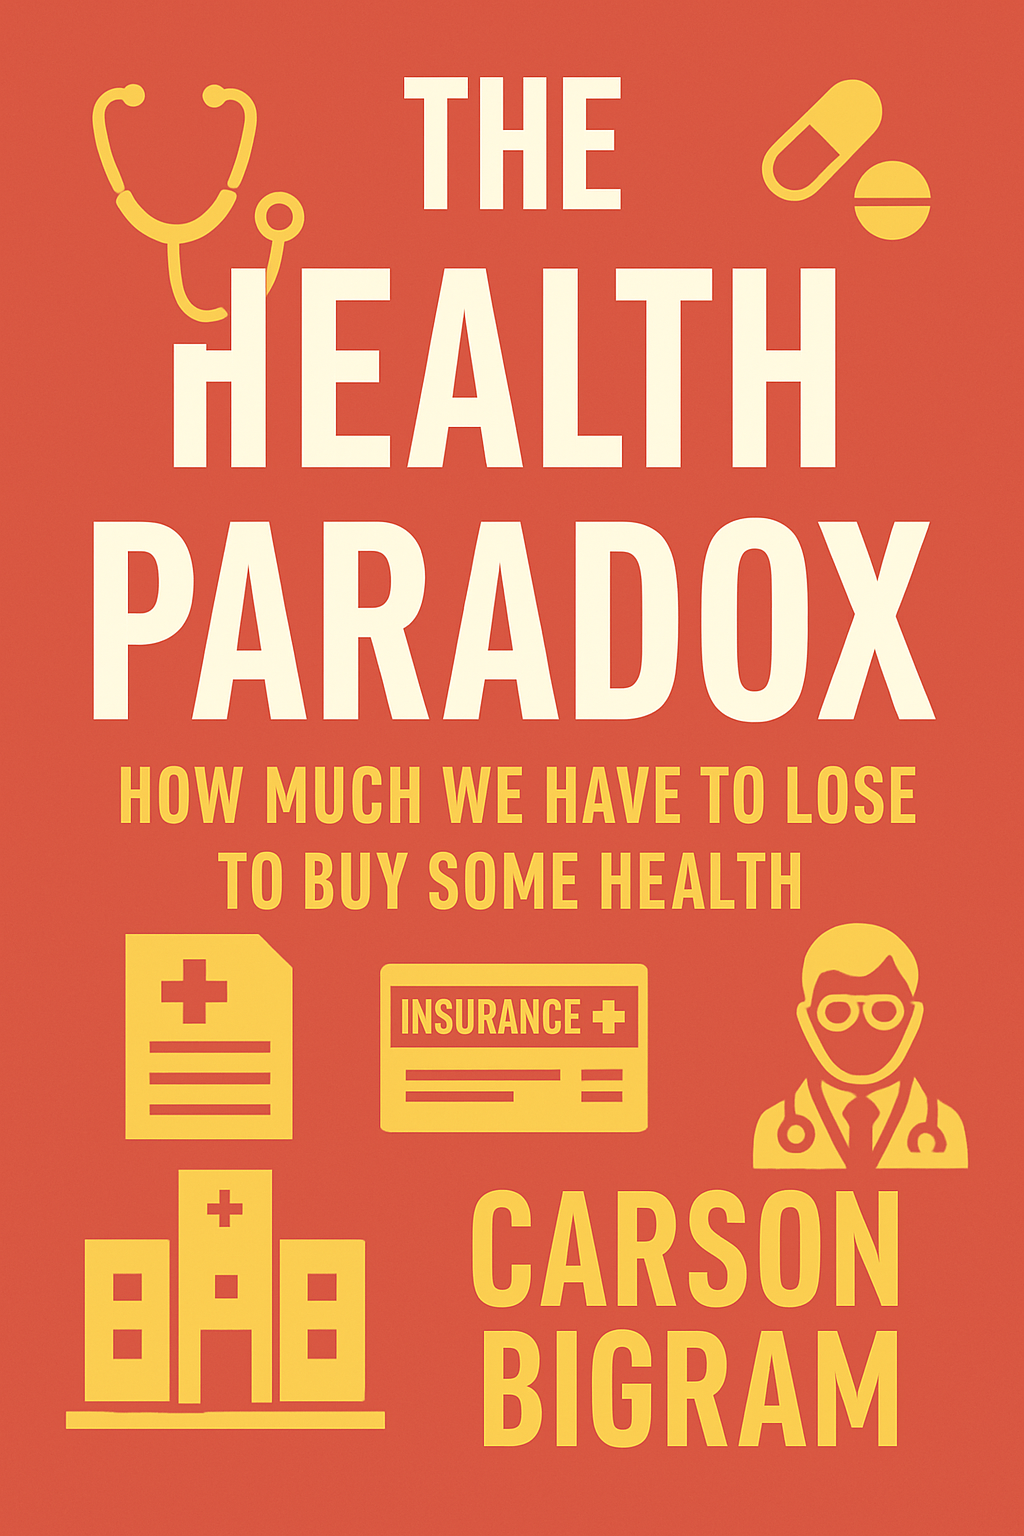 THE
HEALTH
PARADOX
HOW MUCH WE HAVE TO LOSE
TO BUY SOME HEALTH
INSURANCE
CARSON
BIGRAM